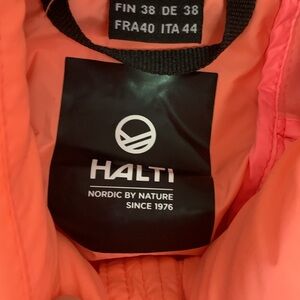 FIN 38 DE 38
FRA40 ITA 44
HALTI
NORDIC BY NATURE
SINCE 1976